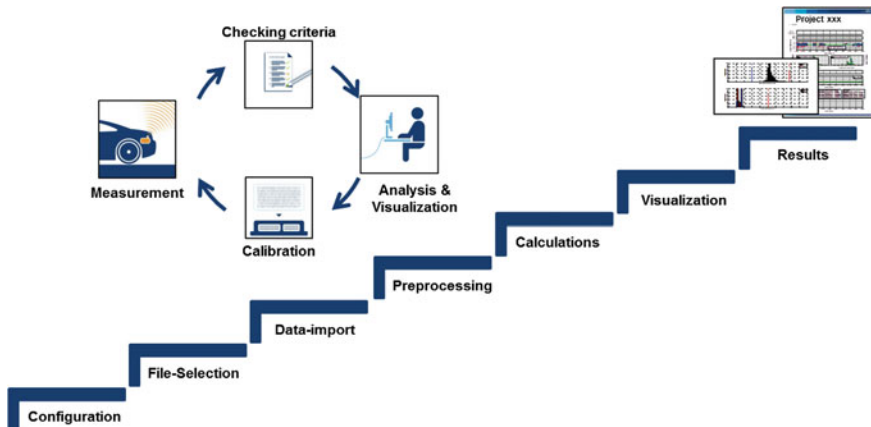 Project xxx
Checking criteria
Measurement
Analysis &
Visualization
Calibration
Results
Visualization
Calculations
Preprocessing
Data-import
File-Selection
Configuration